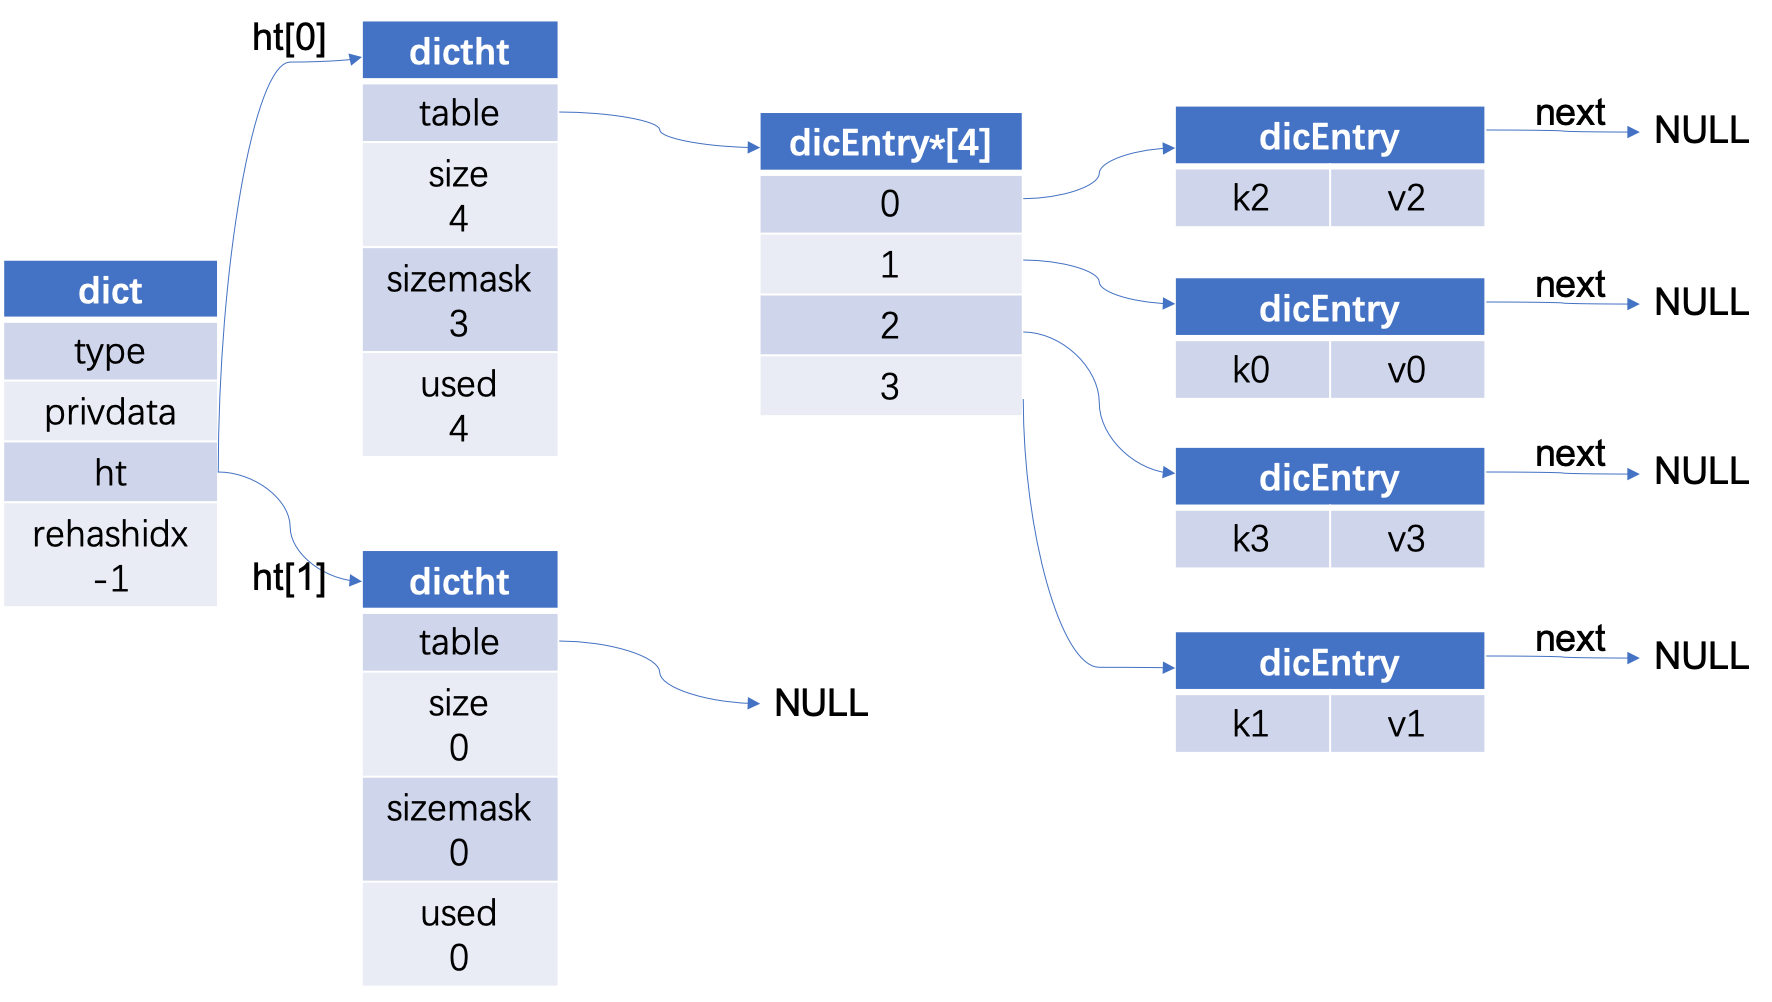 dict
type
privdata
ht
rehashidx
-1
ht[0]
dictht
table
size
4
sizemask
3
used
4
ht[1]
dictht
table
size
0
sizemask
0
used
0
NULL
dicEntry*[4]
0
1
2
3
dicEntry
k2 v2
next
NULL
dicEntry
k0 v0
next
NULL
dicEntry
k3 v3
next
NULL
dicEntry
k1 v1
next
NULL